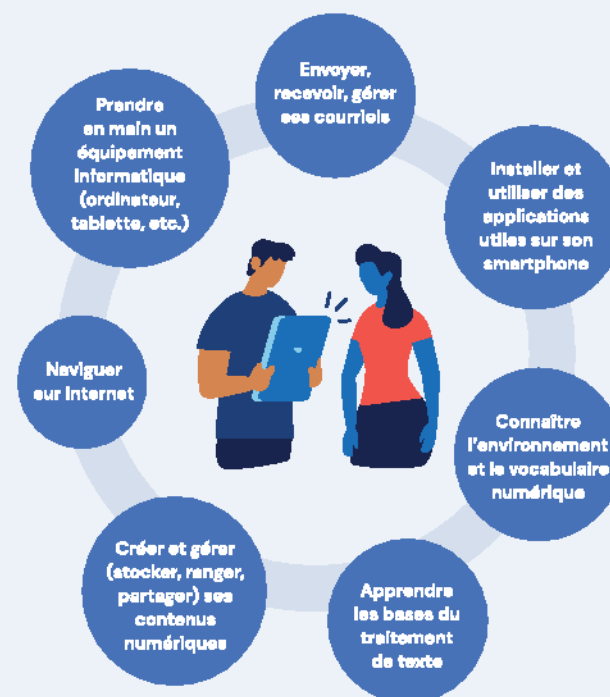 Envoyer,
recevoir, gérer
ses courriels
Installer et
utiliser des
applications
utiles sur son
smartphone
Connaître
l'environnement
et le vocabulaire
numérique
Apprendre
les bases du
traitement
de texte
Créer et gérer
(stocker, ranger,
partager) ses
contenus
numériques
Naviguer
sur Internet
Prendre
en main un
équipement
informatique
(ordinateur,
tablette, etc.)